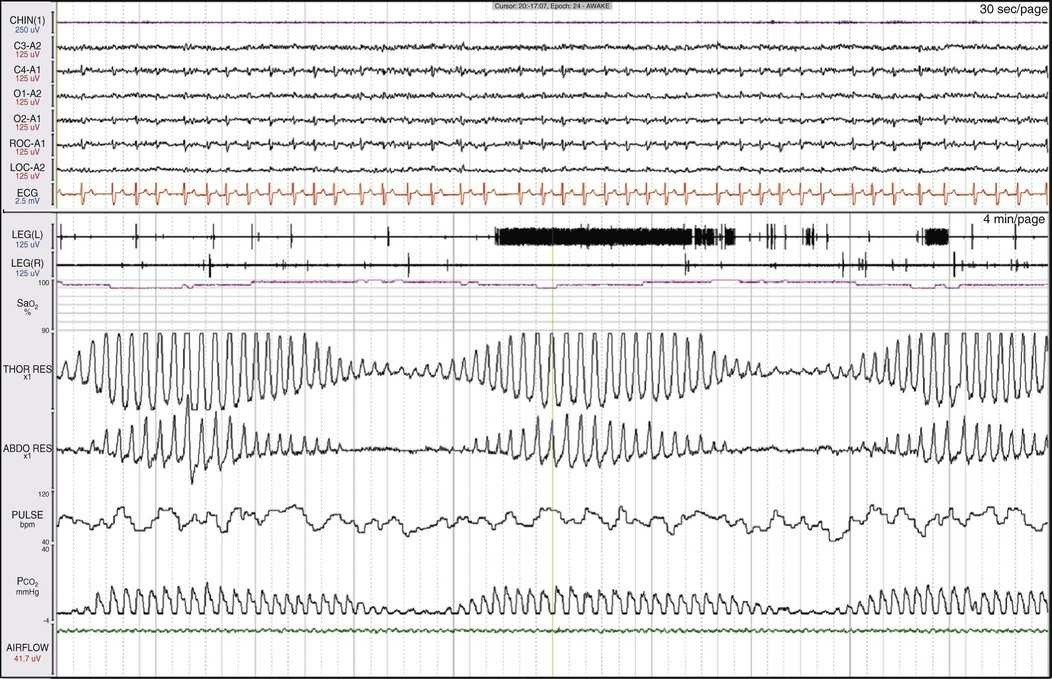 Cursor: 20:-17:07, Epoch: 24 - AWAKE
30 sec/page
CHIN(1)
250 uV
C3-A2
125 uV
C4-A1
125 uV
O1-A2
125 uV
O2-A1
125 uV
ROC-A1
125 uV
LOC-A2
125 uV
ECG
2.5 mV
4 min/page
LEG(L)
125 uV
LEG(R)
125 uV
100
SaO2
%
90
THOR RES
x1
ABDO RES
x1
120
PULSE
bpm
40
40
PCO2
mmHg
-4
AIRFLOW
41.7 uV